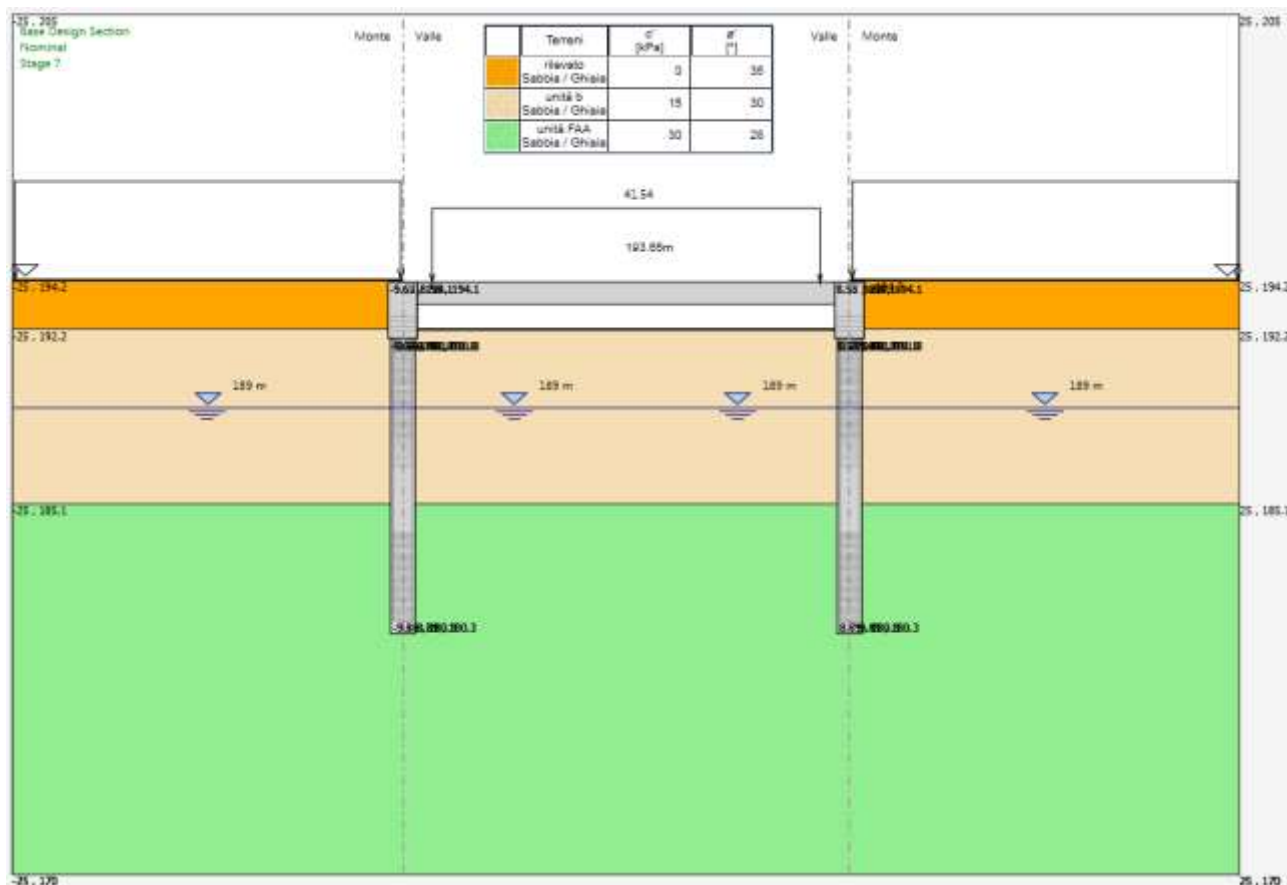 -25 , 205
-25 , 205
Base Design Section
Nominal
Stage 7
Monte
Valle
Valle
Monte
Terreni
c'
[kPa]
ø'
[°]
rilevato
Sabbia / Ghiaia
0
35
unità b
Sabbia / Ghiaia
15
30
unità FAA
Sabbia / Ghiaia
30
28
41.54
193.65m
-25 , 194.2
25 , 194.2
-25 , 192.2
25 , 192.2
189 m
189 m
189 m
189 m
-25 , 185.1
25 , 185.1
-25 , 170
25 , 170